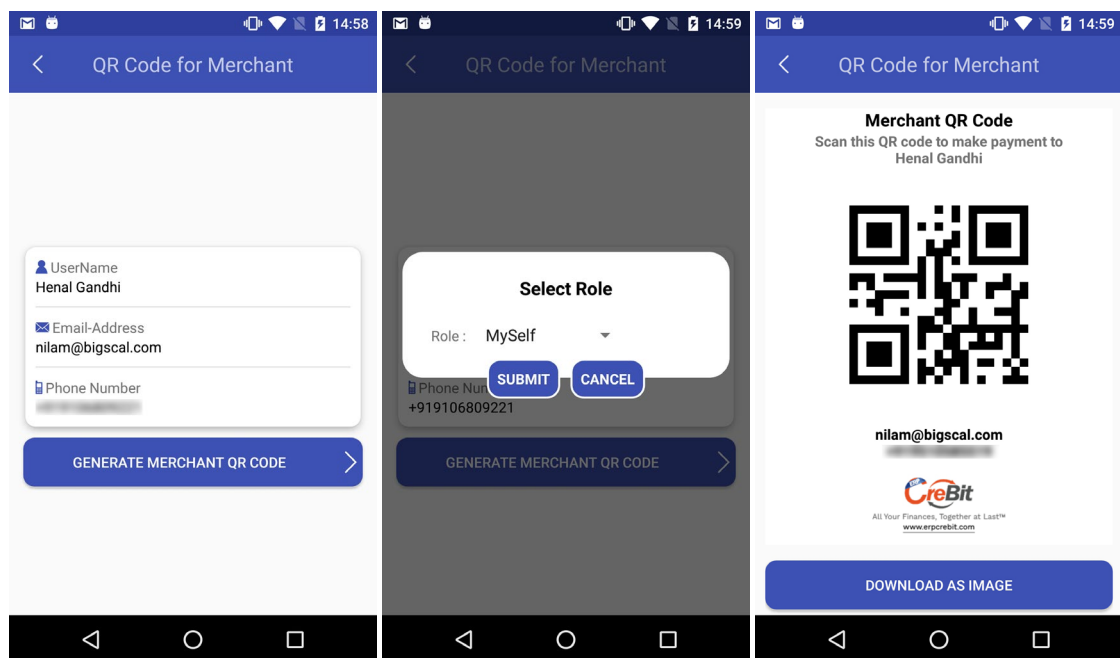 14:58
QR Code for Merchant
UserName
Henal Gandhi
Email-Address
nilam@bigscal.com
Phone Number
GENERATE MERCHANT QR CODE
14:59
QR Code for Merchant
Select Role
Role :
MySelf
SUBMIT
CANCEL
Phone Nun
+919106809221
GENERATE MERCHANT QR CODE
14:59
QR Code for Merchant
Merchant QR Code
Scan this QR code to make payment to
Henal Gandhi
nilam@bigscal.com
CreBit
All Your Finances, Together at Last™
www.erpcrebit.com
DOWNLOAD AS IMAGE